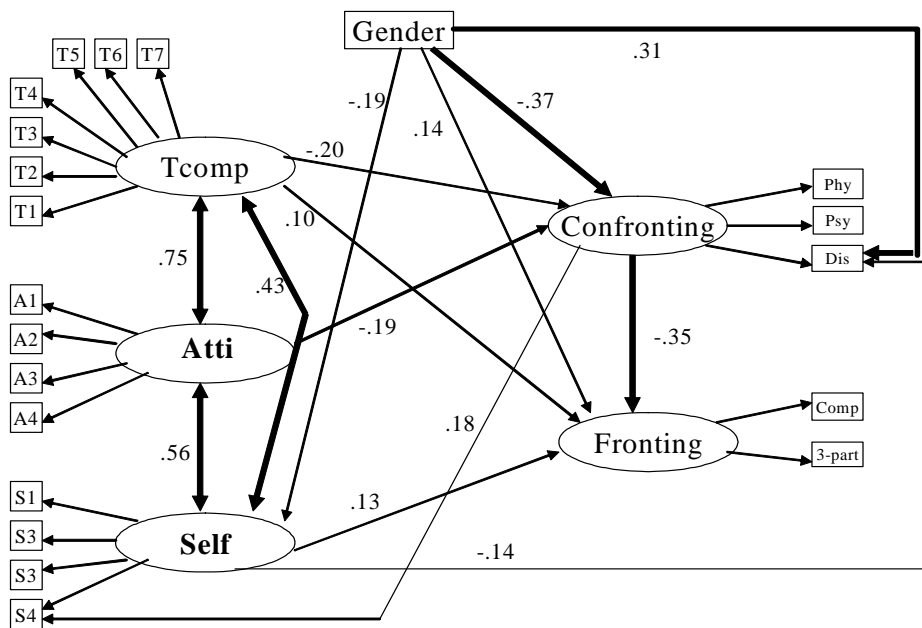 Gender
.31
T5
T6
T7
T4
T3
T2
T1
Tcomp
-.19
-.37
.14
-.20
.10
Phy
Psy
Dis
Confronting
.75
.43
A1
A2
A3
A4
Atti
-.19
-.35
.18
Comp
3-part
Fronting
.56
.13
S1
S3
S3
S4
Self
-.14